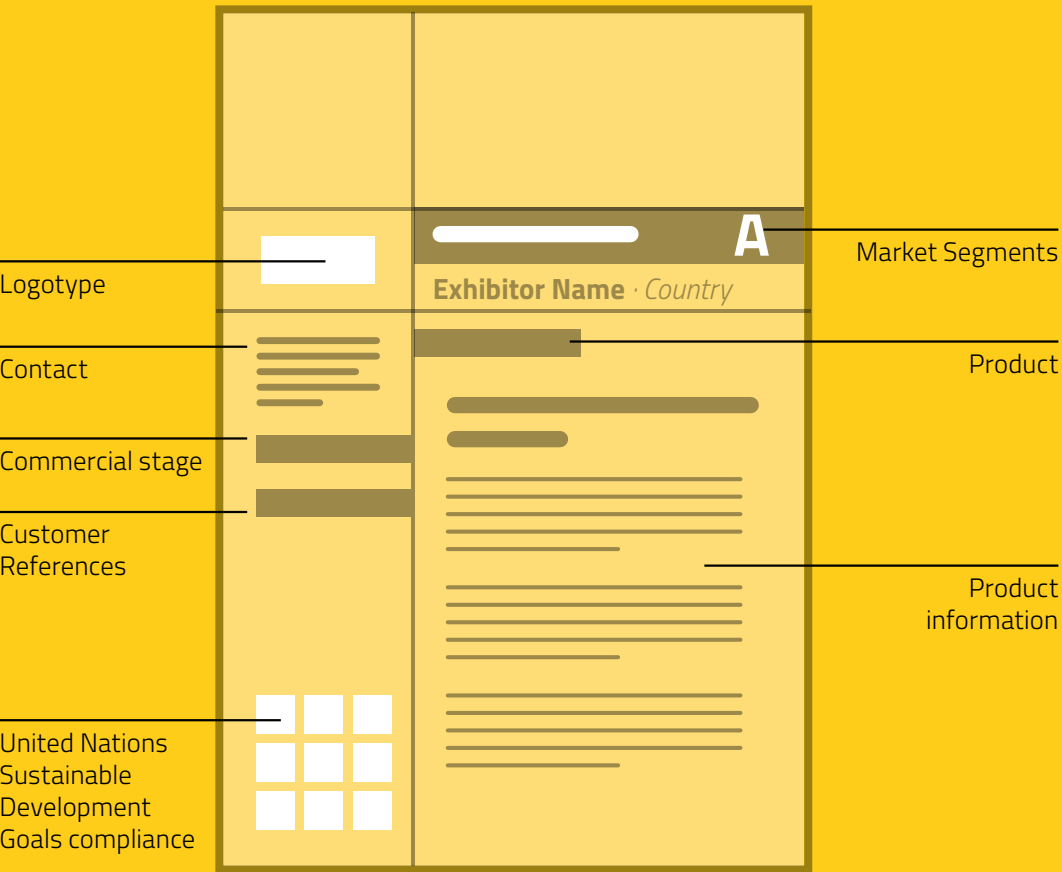 A
Market Segments
Logotype
Exhibitor Name · Country
Contact
Product
Commercial stage
Customer
References
Product
information
United Nations
Sustainable
Development
Goals compliance